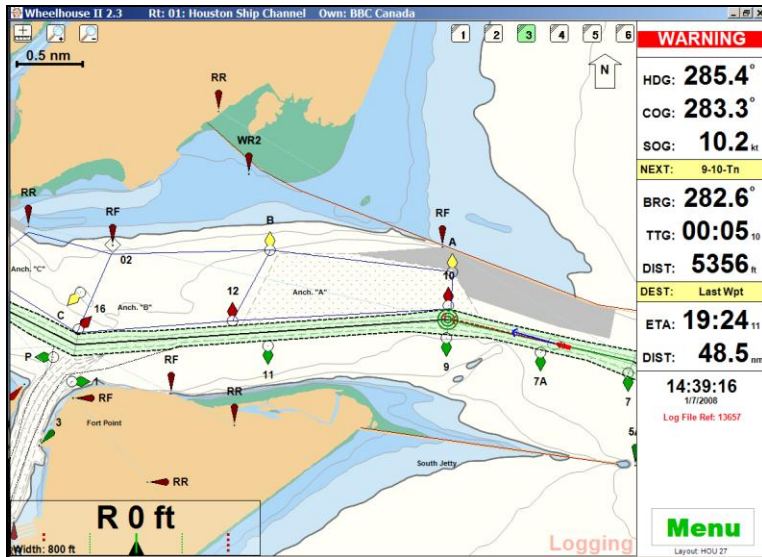 Wheelhouse II 2.3 Rt: 01: Houston Ship Channel Own: BBC Canada
1 2 3 4 5 6
0.5 nm
N
RR
WR2
RR
RF
B
RF
A
02
Anch. "C"
10
Anch. "A"
12
16
Anch. "B"
C
P
RF
11
9
7A
7
1
RF
RR
3
Fort Point
5A
South Jetty
RR
R 0 ft
Width: 800 ft
Logging
WARNING
HDG: 285.4°
COG: 283.3°
SOG: 10.2 kt
NEXT: 9-10-Tn
BRG: 282.6°
TTG: 00:05 10
DIST: 5356 ft
DEST: Last Wpt
ETA: 19:24 11
DIST: 48.5 nm
14:39:16
1/7/2008
Log File Ref: 13657
Menu
Layout: HOU 27